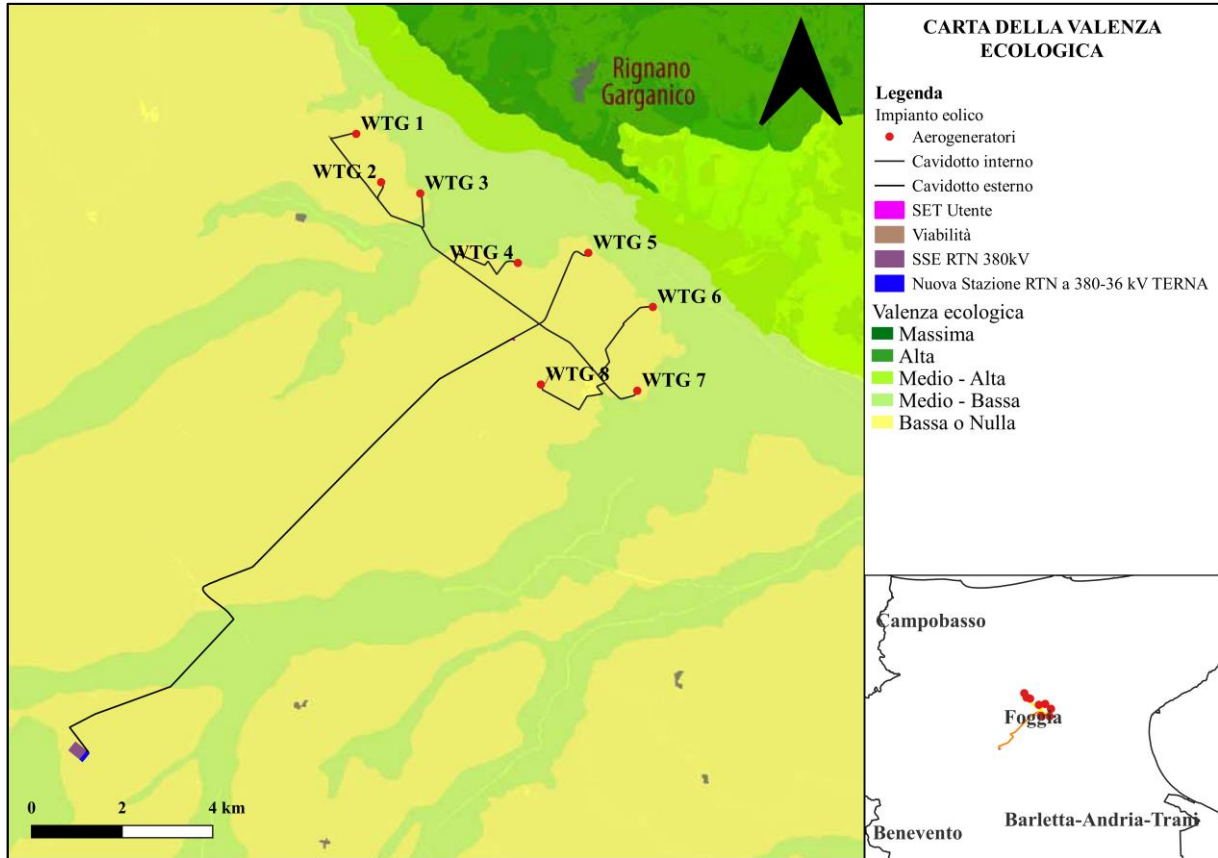 Rignano
Garganico
WTG 1
WTG 2
WTG 3
WTG 4
WTG 5
WTG 6
WTG 8
WTG 7
0 2 4 km
CARTA DELLA VALENZA
ECOLOGICA
Legenda
Impianto eolico
Aerogeneratori
Cavidotto interno
Cavidotto esterno
SET Utente
Viabilità
SSE RTN 380kV
Nuova Stazione RTN a 380-36 kV TERNA
Valenza ecologica
Massima
Alta
Medio - Alta
Medio - Bassa
Bassa o Nulla
Campobasso
Foggia
Benevento
Barletta-Andria-Trani